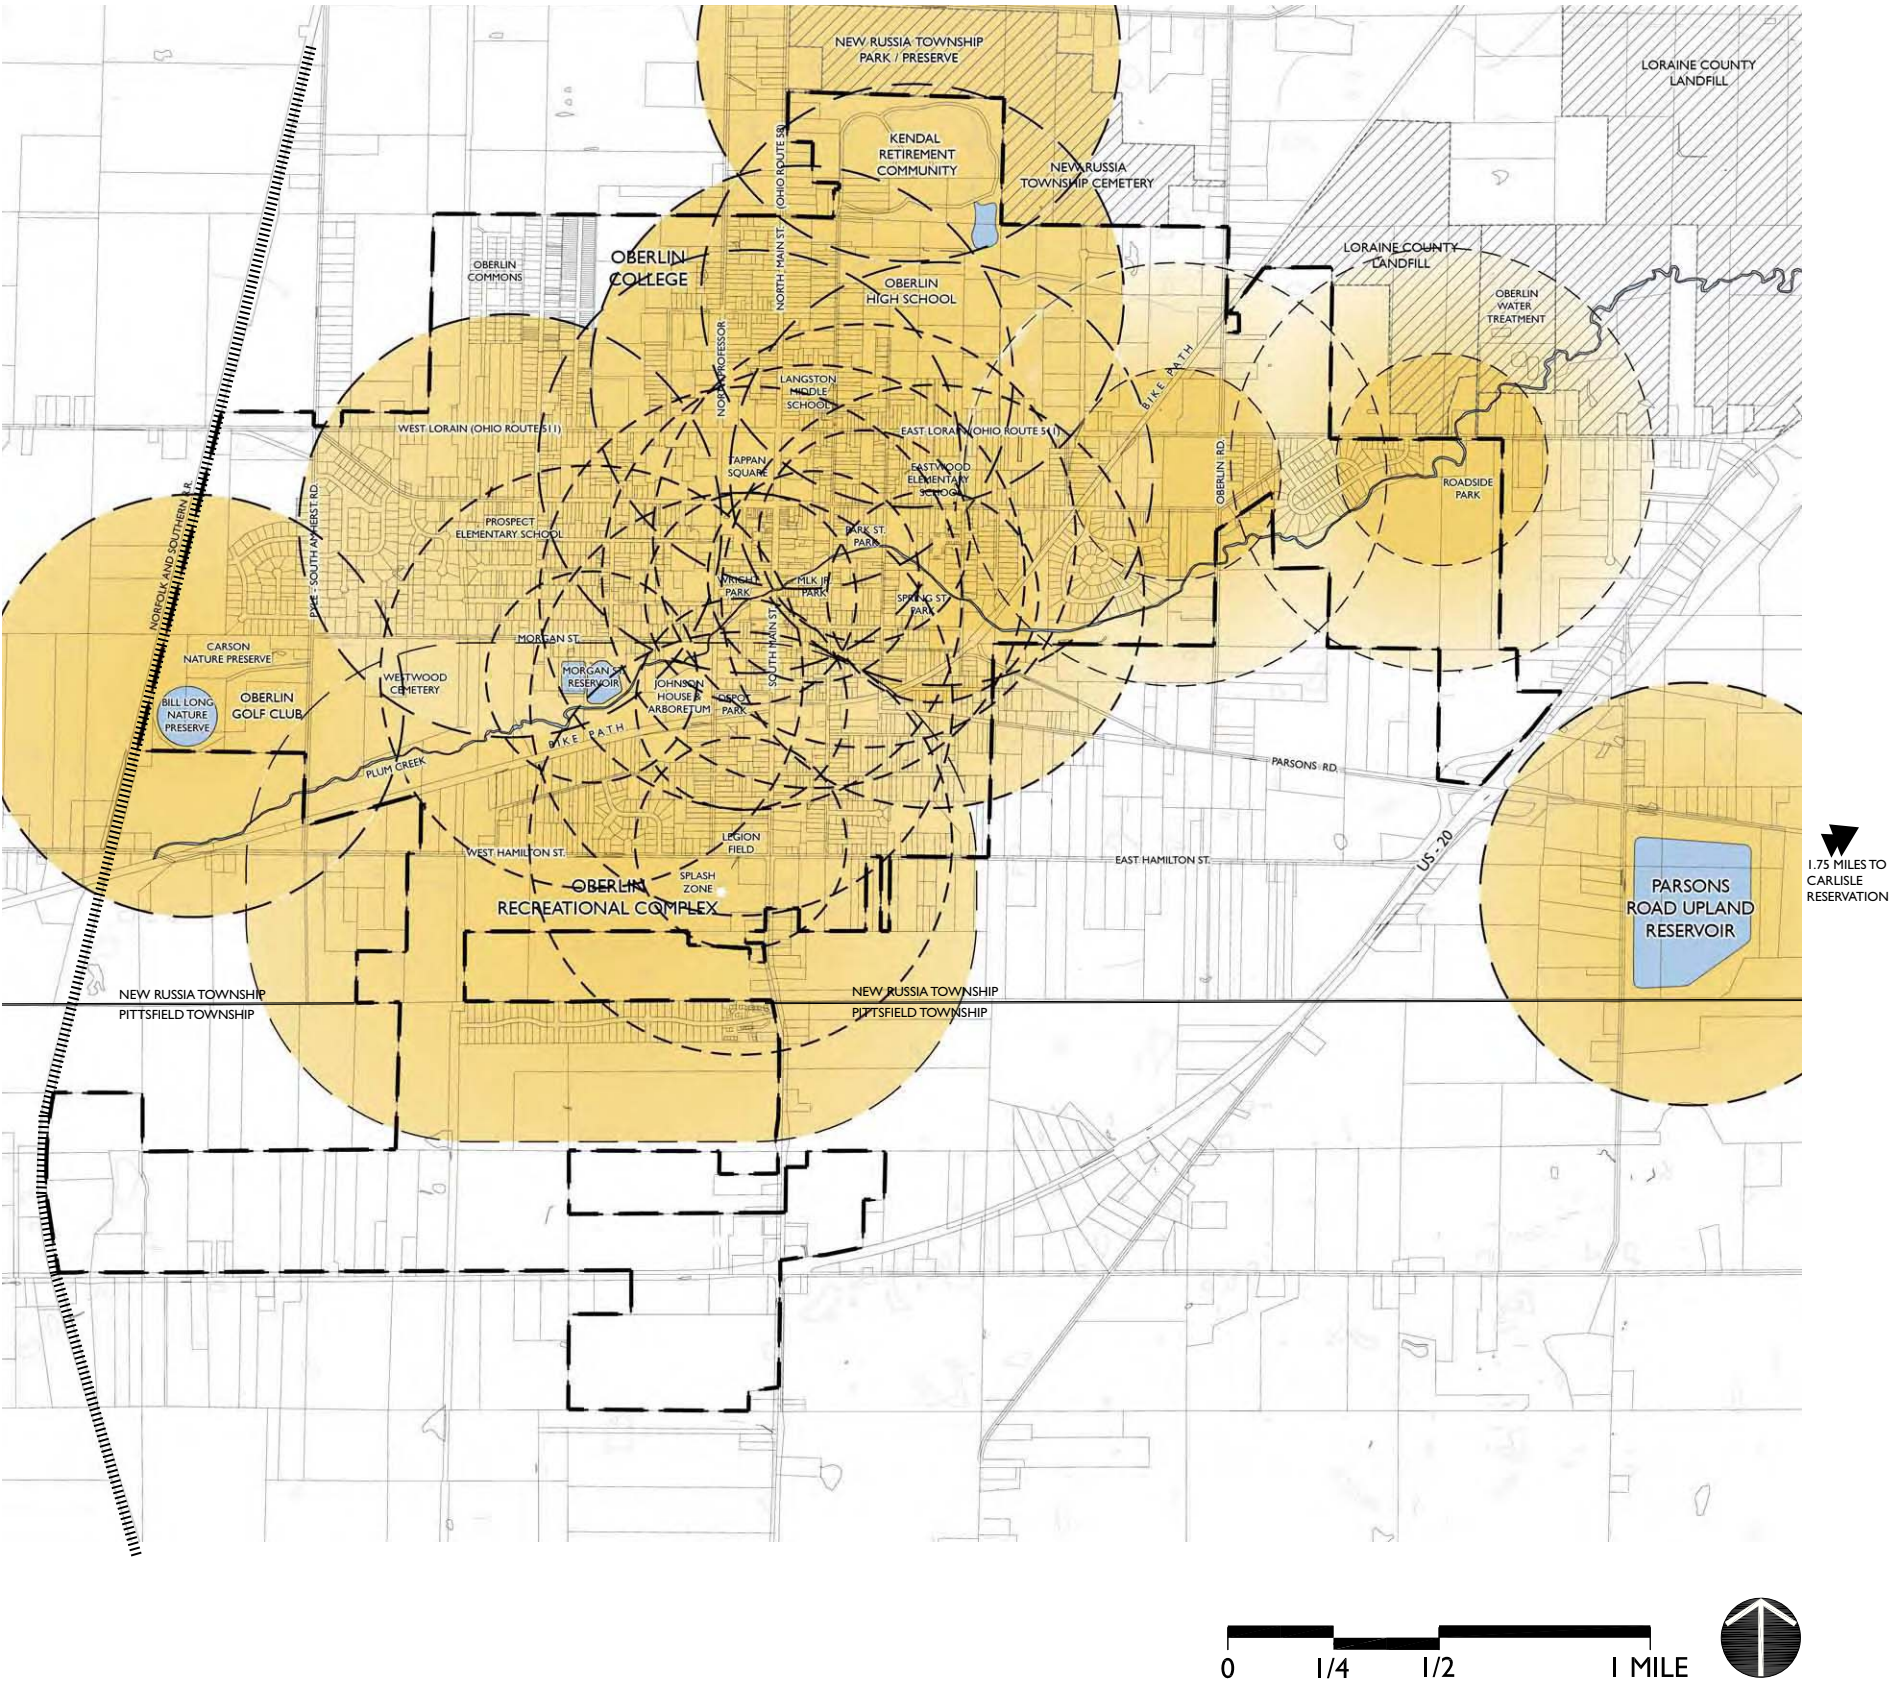 NEW RUSSIA TOWNSHIP
PARK / PRESERVE
LORAINE COUNTY
LANDFILL
KENDAL
RETIREMENT
COMMUNITY
NEW RUSSIA
TOWNSHIP CEMETERY
NORTH MAIN ST. (OHIO ROUTE 58)
OBERLIN
COMMONS
OBERLIN
COLLEGE
OBERLIN
HIGH SCHOOL
LORAINE COUNTY
LANDFILL
OBERLIN
WATER
TREATMENT
NORTH PROFESSOR
BIKE PATH
LANGSTON
MIDDLE
SCHOOL
WEST LORAIN (OHIO ROUTE 511)
EAST LORAIN (OHIO ROUTE 511)
TAPPAN
SQUARE
EASTWOOD
ELEMENTARY
SCHOOL
OBERLIN RD.
ROADSIDE
PARK
NORFOLK AND SOUTHERN R.R.
PYLE - SOUTH AMHERST RD.
PROSPECT
ELEMENTARY SCHOOL
PARK ST.
PARK
WRIGHT
PARK
MLK JR.
PARK
SPRING ST.
PARK
SOUTH MAIN ST.
MORGAN ST.
CARSON
NATURE PRESERVE
WESTWOOD
CEMETERY
MORGAN ST.
RESERVOIR
JOHNSON
HOUSE &
ARBORETUM
DEPOT
PARK
BILL LONG
NATURE
PRESERVE
OBERLIN
GOLF CLUB
BIKE PATH
PLUM CREEK
PARSONS RD.
LEGION
FIELD
WEST HAMILTON ST.
EAST HAMILTON ST.
US - 20
1.75 MILES TO
CARLISLE
RESERVATION
SPLASH
ZONE
OBERLIN
RECREATIONAL COMPLEX
PARSONS
ROAD UPLAND
RESERVOIR
NEW RUSSIA TOWNSHIP
PITTSFIELD TOWNSHIP
NEW RUSSIA TOWNSHIP
PITTSFIELD TOWNSHIP
0 1/4 1/2 1 MILE